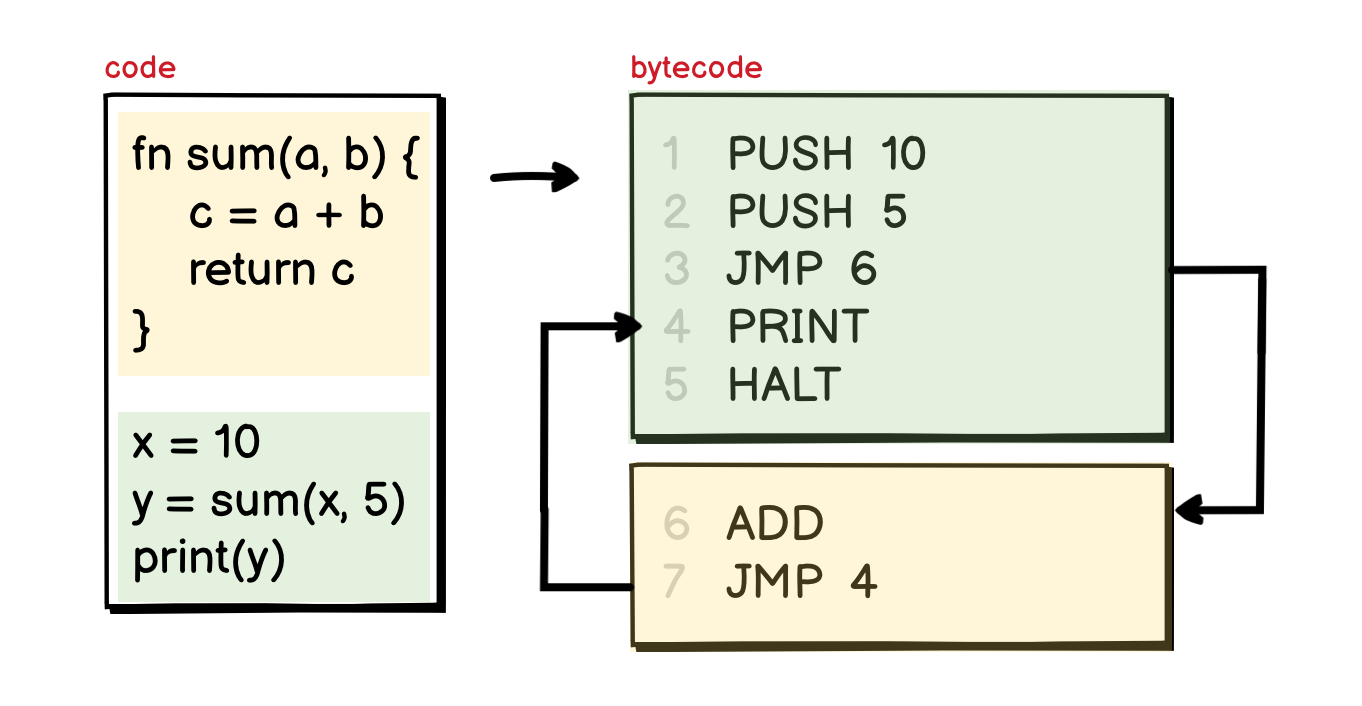 code
fn sum(a, b) {
c = a + b
return c
}
x = 10
y = sum(x, 5)
print(y)
bytecode
1 PUSH 10
2 PUSH 5
3 JMP 6
4 PRINT
5 HALT
6 ADD
7 JMP 4